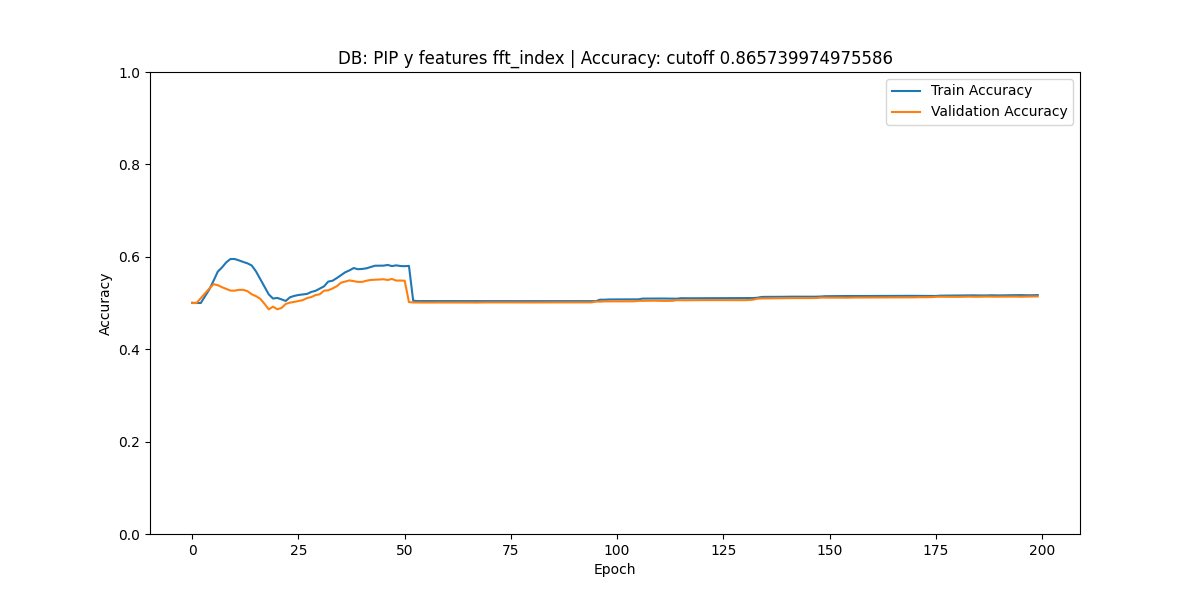 DB: PIP y features fft_index | Accuracy: cutoff 0.865739974975586
Train Accuracy
Validation Accuracy
Accuracy
1.0
0.8
0.6
0.4
0.2
0.0
0 25 50 75 100 125 150 175 200
Epoch